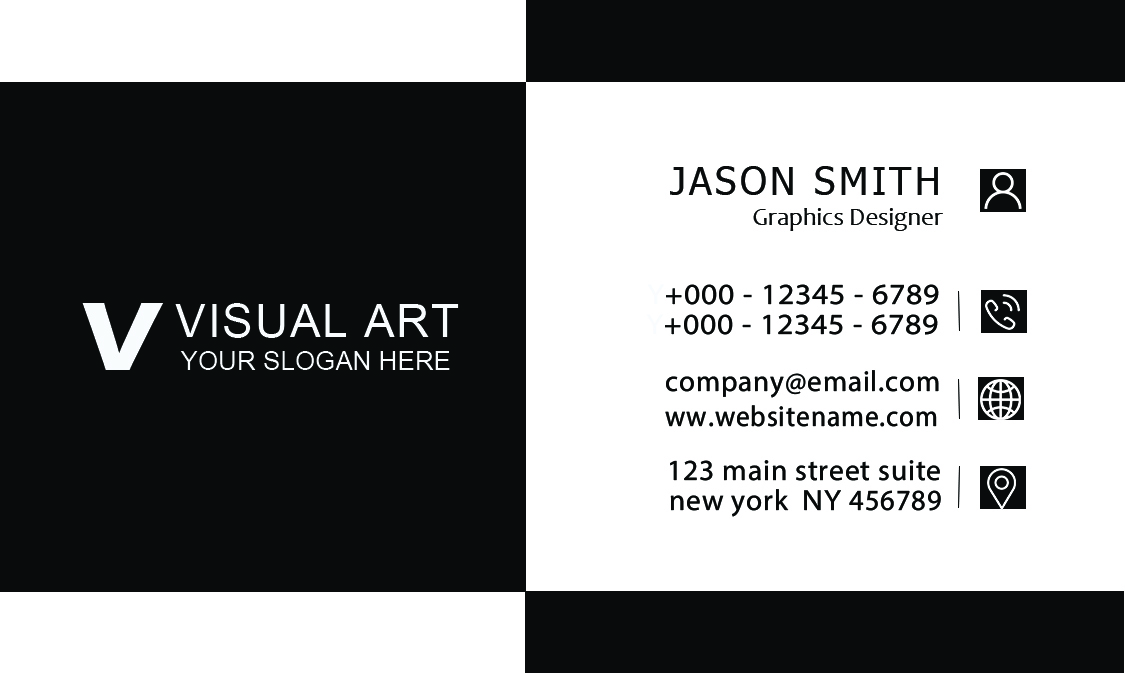 V VISUAL ART
YOUR SLOGAN HERE
JASON SMITH
Graphics Designer
+000 - 12345 - 6789
+000 - 12345 - 6789
company@email.com
ww.websitename.com
123 main street suite
new york  NY 456789